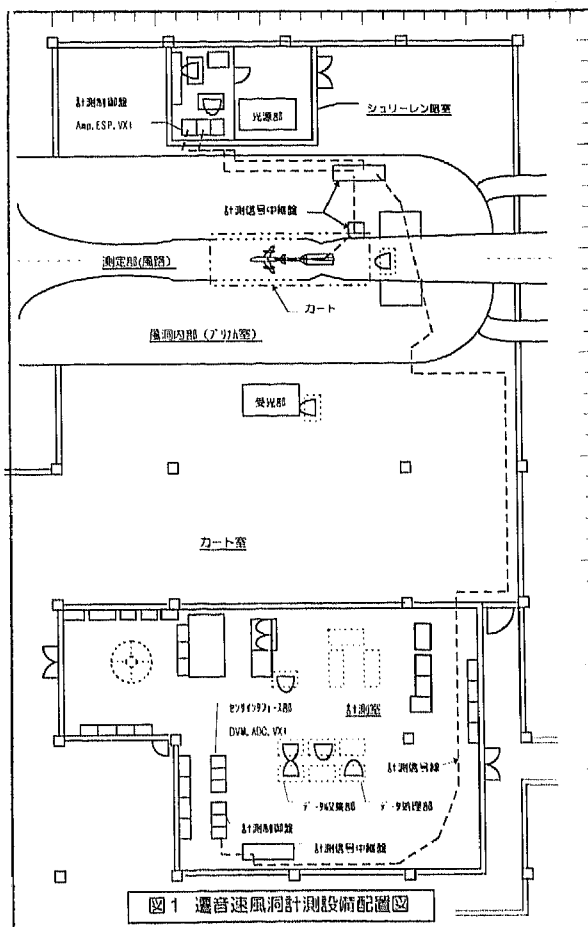 計測制御盤
Amp, ESP, VXI
光源部
シュリーレン暗室
計測信号中継盤
測定部(風路)
カート
風洞内部 (プリナム室)
受光部
カート室
センサインタフェース部
DVM, ADC, VXI
計測室
計測信号線
データ収集部
データ処理部
計測制御盤
計測信号中継盤
図1 遷音速風洞計測設備配置図